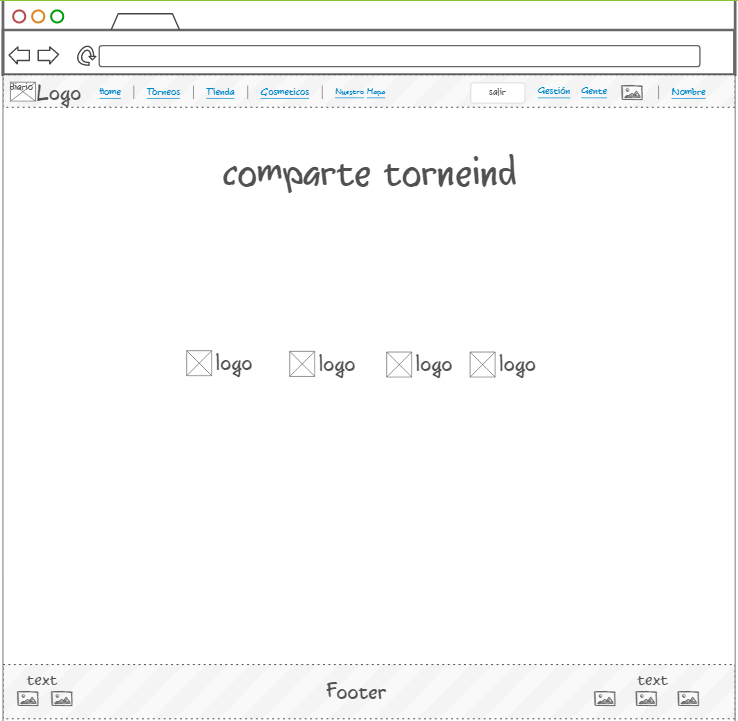 Diario Logo Home | Torneos | Tienda | Cosmeticos | Nuestro Mapa salir Gestión Gente | Nombre
comparte torneind
logo logo logo logo
text text
Footer